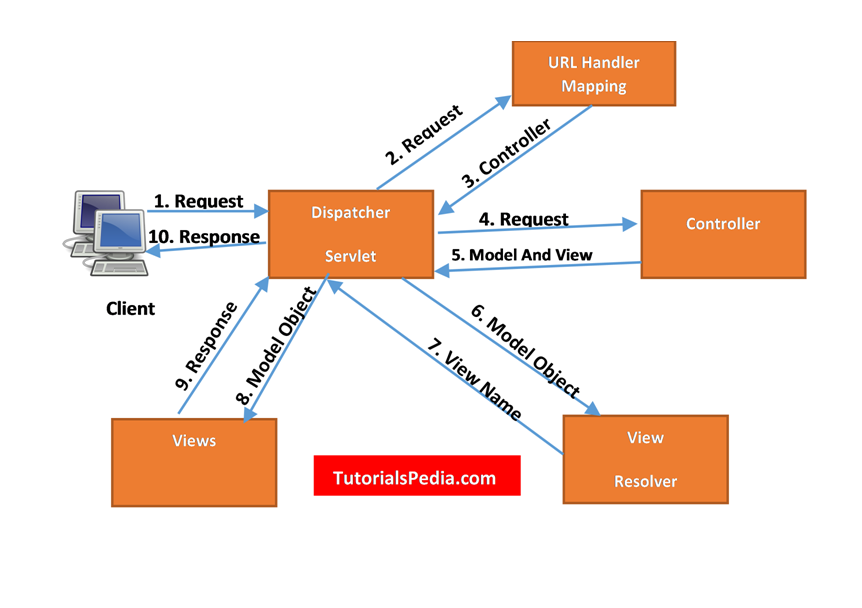 URL Handler
Mapping
2. Request
3. Controller
1. Request
Dispatcher
Servlet
4. Request
Controller
10. Response
5. Model And View
Client
9. Response
8. Model Object
7. View Name
6. Model Object
Views
View
Resolver
TutorialsPedia.com